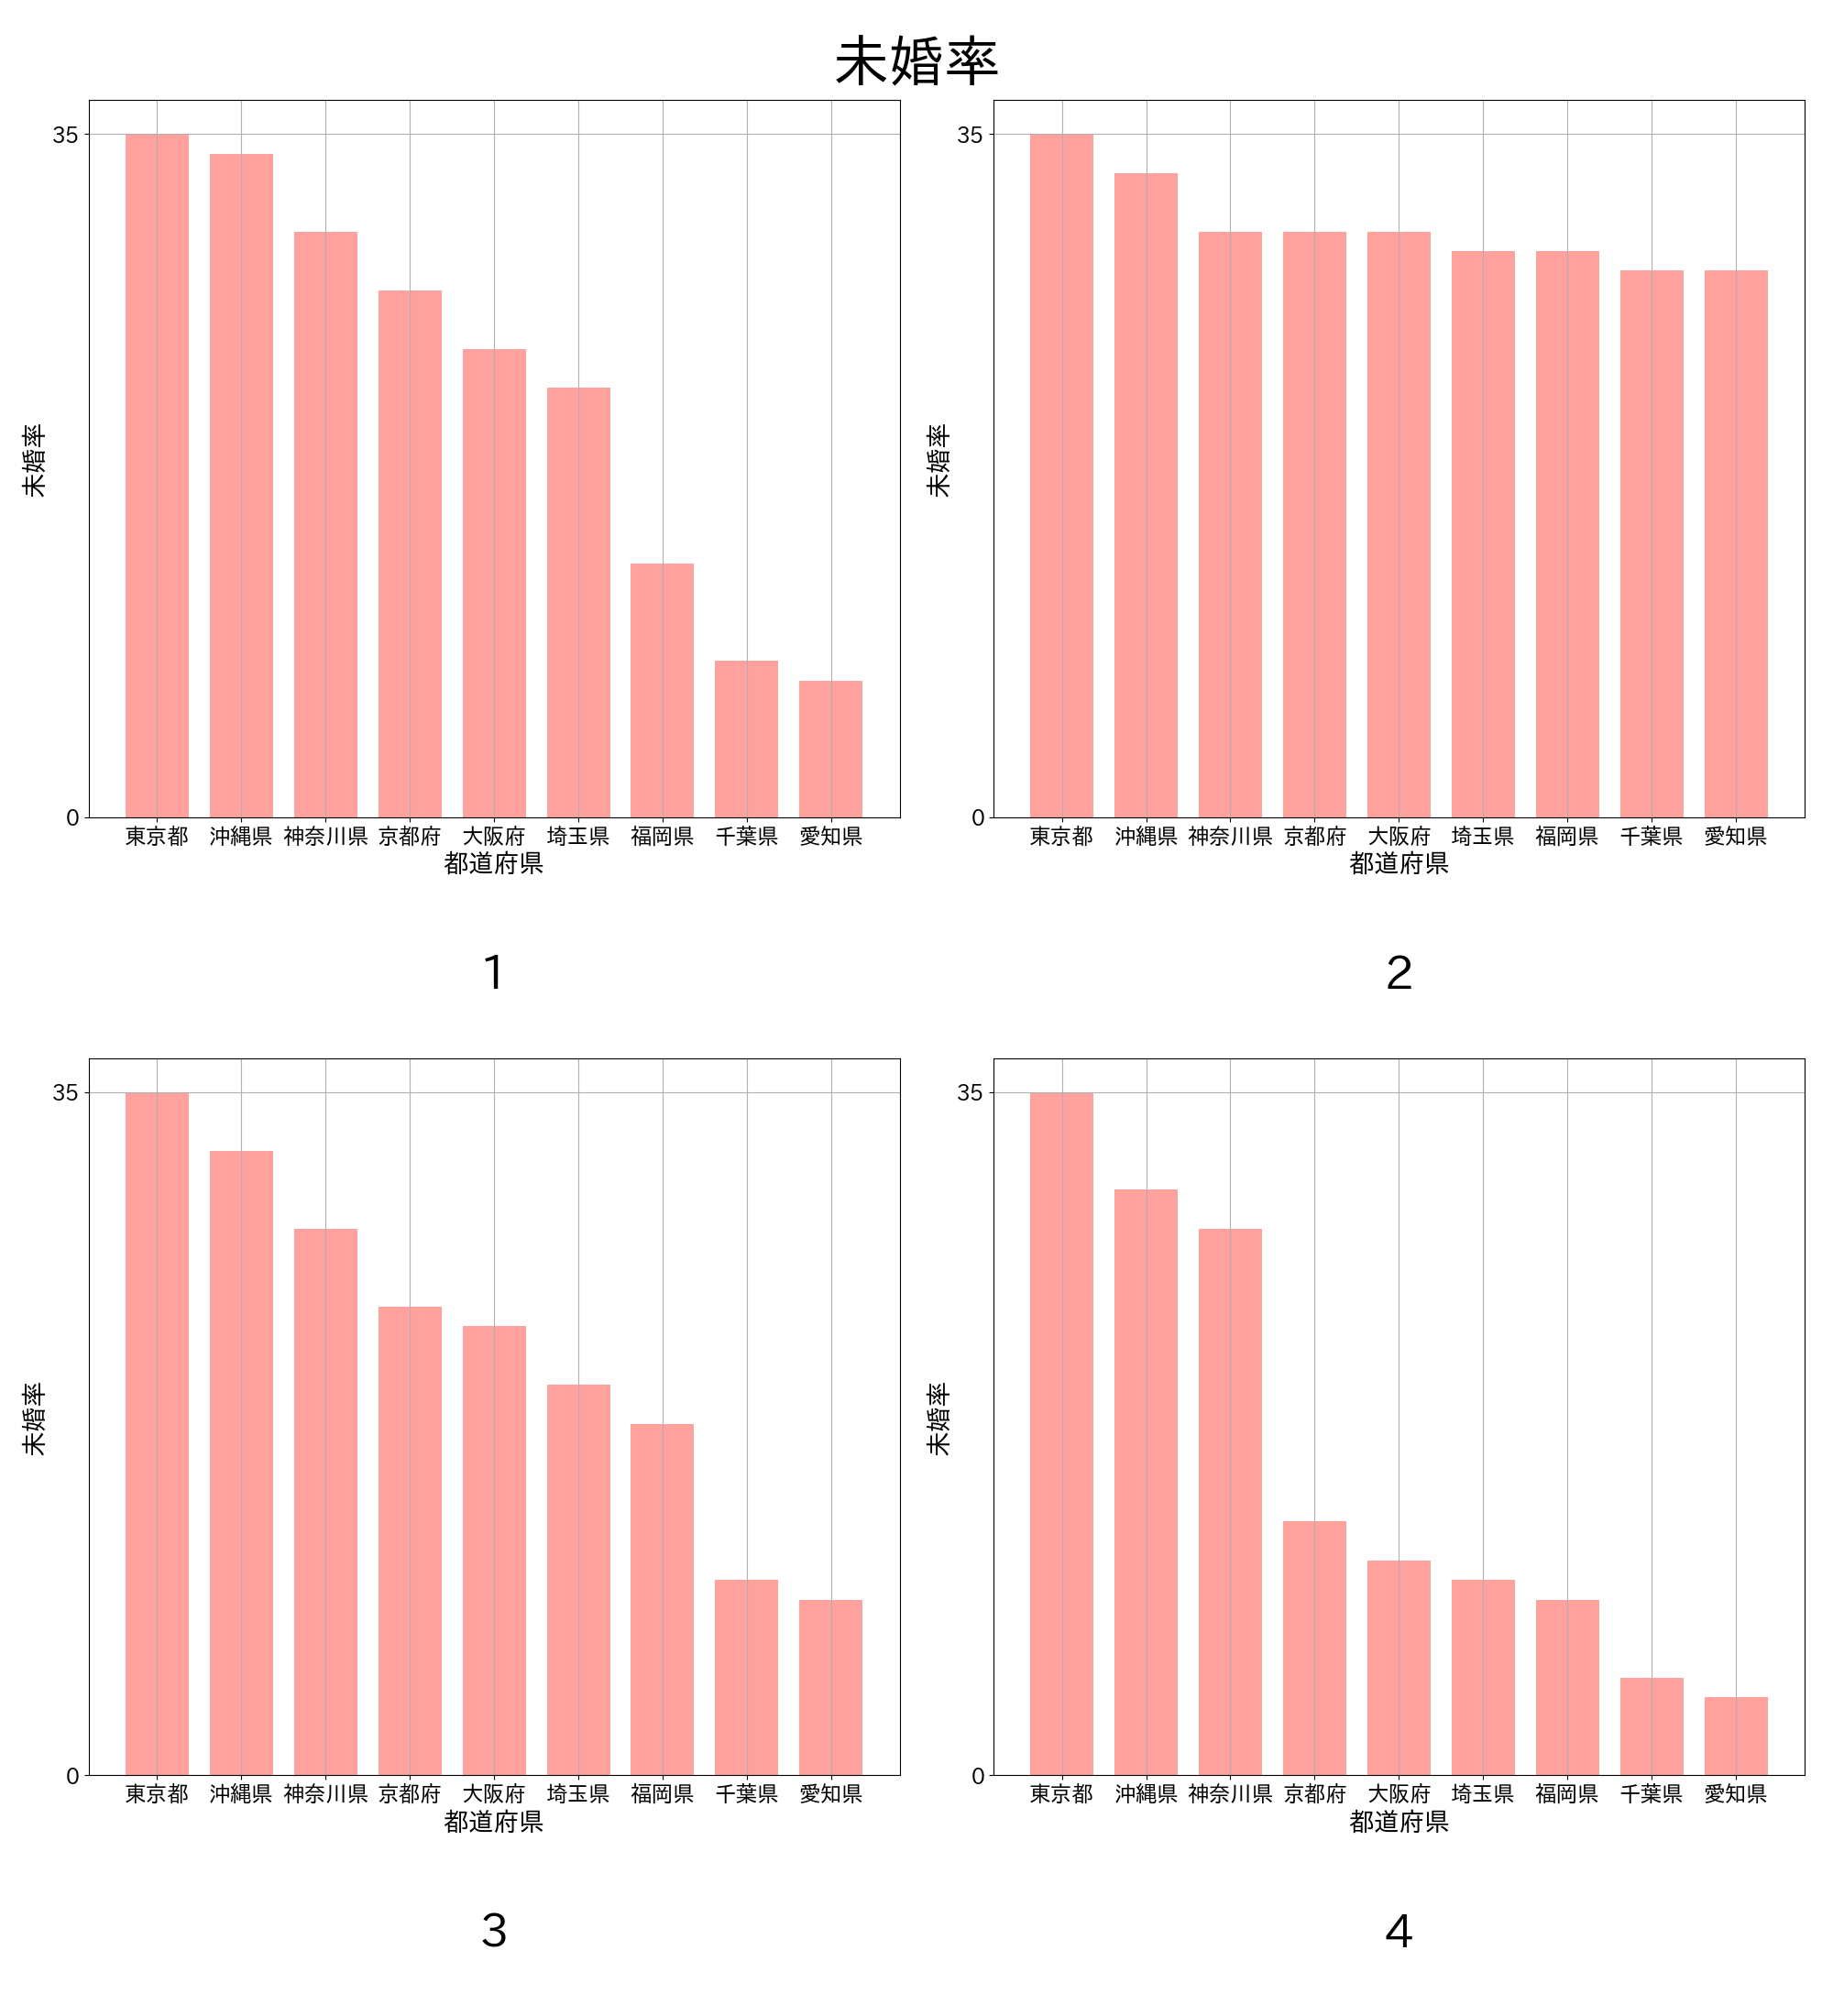 未婚率
35
0
未婚率
東京都 沖縄県 神奈川県 京都府 大阪府 埼玉県 福岡県 千葉県 愛知県
都道府県
1
35
0
未婚率
東京都 沖縄県 神奈川県 京都府 大阪府 埼玉県 福岡県 千葉県 愛知県
都道府県
2
35
0
未婚率
東京都 沖縄県 神奈川県 京都府 大阪府 埼玉県 福岡県 千葉県 愛知県
都道府県
3
35
0
未婚率
東京都 沖縄県 神奈川県 京都府 大阪府 埼玉県 福岡県 千葉県 愛知県
都道府県
4